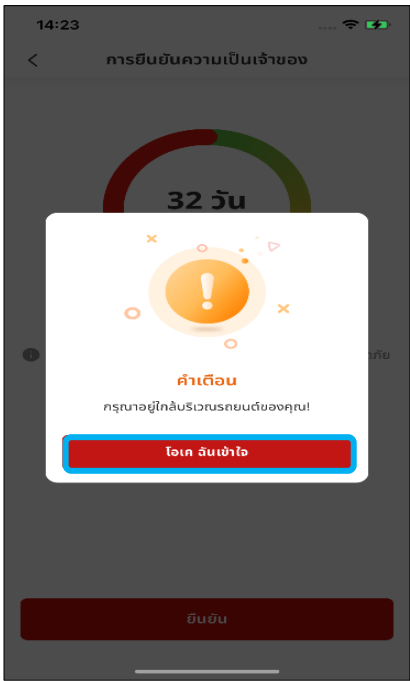 14:23
การยืนยันความเป็นเจ้าของ
32 วัน
คำเตือน
กรุณาอยู่ใกล้บริเวณรถยนต์ของคุณ!
โอเค ฉันเข้าใจ
ยืนยัน